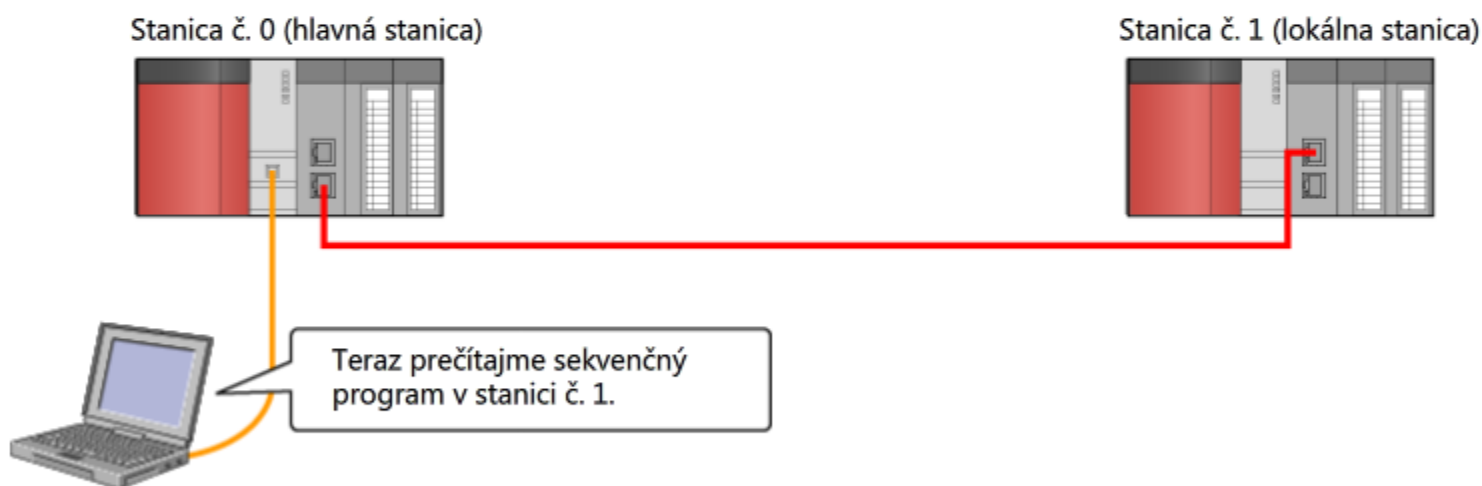 Stanica č. 0 (hlavná stanica)
Stanica č. 1 (lokálna stanica)
Teraz prečítajme sekvenčný
program v stanici č. 1.